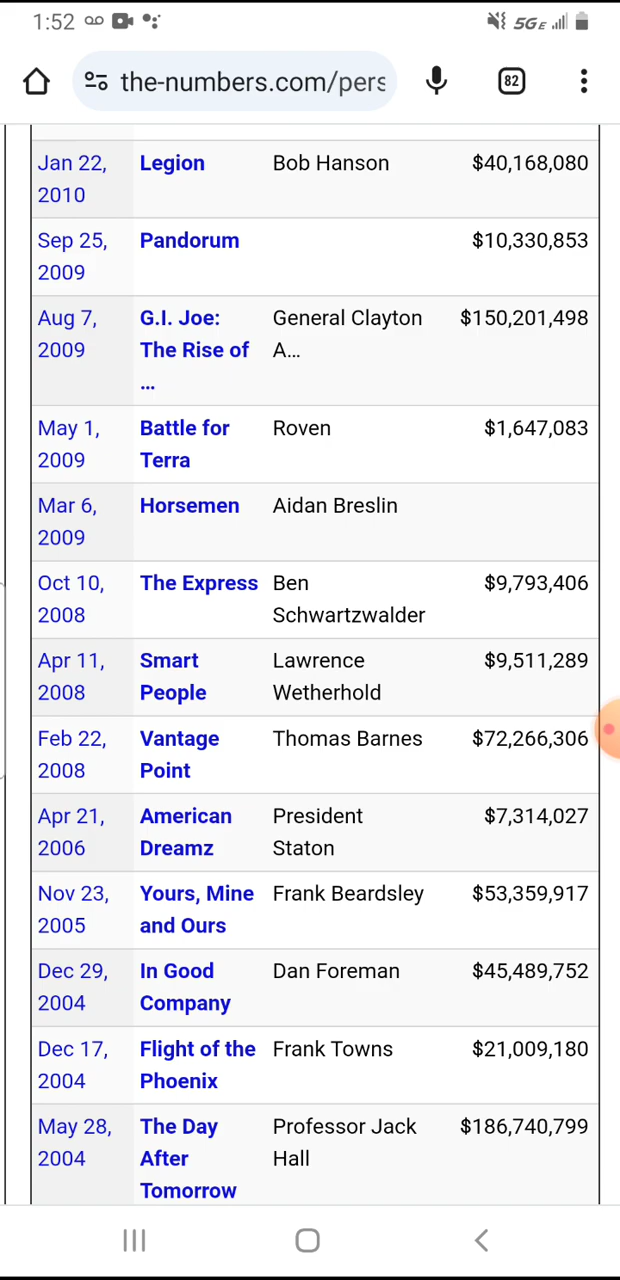 1:52
5GE
the-numbers.com/pers
82
Jan 22, Legion Bob Hanson $40,168,080
2010
Sep 25, Pandorum $10,330,853
2009
Aug 7, G.I. Joe: General Clayton $150,201,498
2009 The Rise of A...
...
May 1, Battle for Roven $1,647,083
2009 Terra
Mar 6, Horsemen Aidan Breslin
2009
Oct 10, The Express Ben $9,793,406
2008 Schwartzwalder
Apr 11, Smart Lawrence $9,511,289
2008 People Wetherhold
Feb 22, Vantage Thomas Barnes $72,266,306
2008 Point
Apr 21, American President $7,314,027
2006 Dreamz Staton
Nov 23, Yours, Mine Frank Beardsley $53,359,917
2005 and Ours
Dec 29, In Good Dan Foreman $45,489,752
2004 Company
Dec 17, Flight of the Frank Towns $21,009,180
2004 Phoenix
May 28, The Day Professor Jack $186,740,799
2004 After Hall
Tomorrow